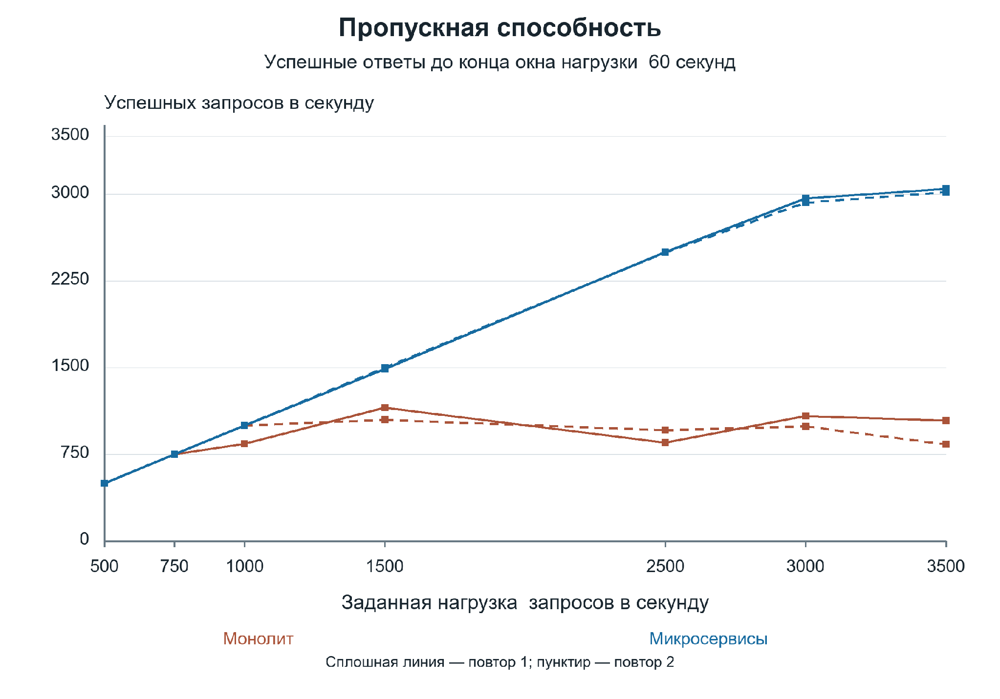 Пропускная способность
Успешные ответы до конца окна нагрузки  60 секунд
Успешных запросов в секунду
3500
3000
2250
1500
750
0
500 750 1000 1500 2500 3000 3500
Заданная нагрузка  запросов в секунду
Монолит Микросервисы
Сплошная линия — повтор 1; пунктир — повтор 2